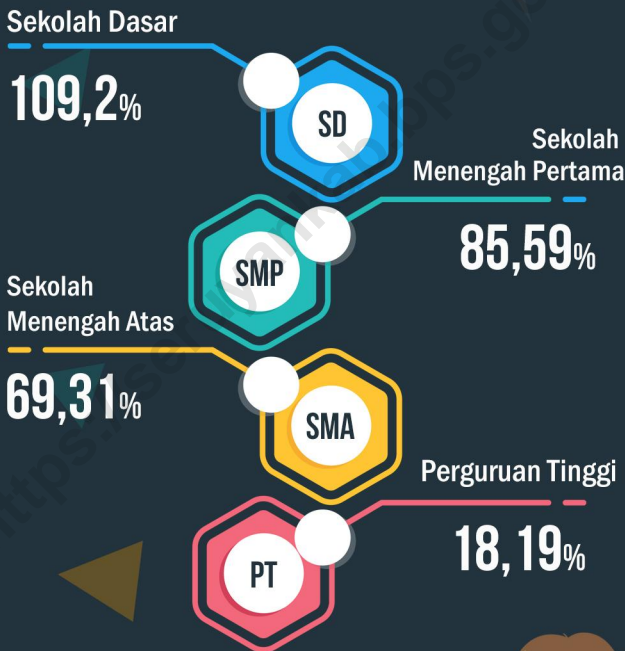 Sekolah Dasar
109,2%
SD
Sekolah
Menengah Pertama
85,59%
SMP
Sekolah
Menengah Atas
69,31%
SMA
Perguruan Tinggi
18,19%
PT